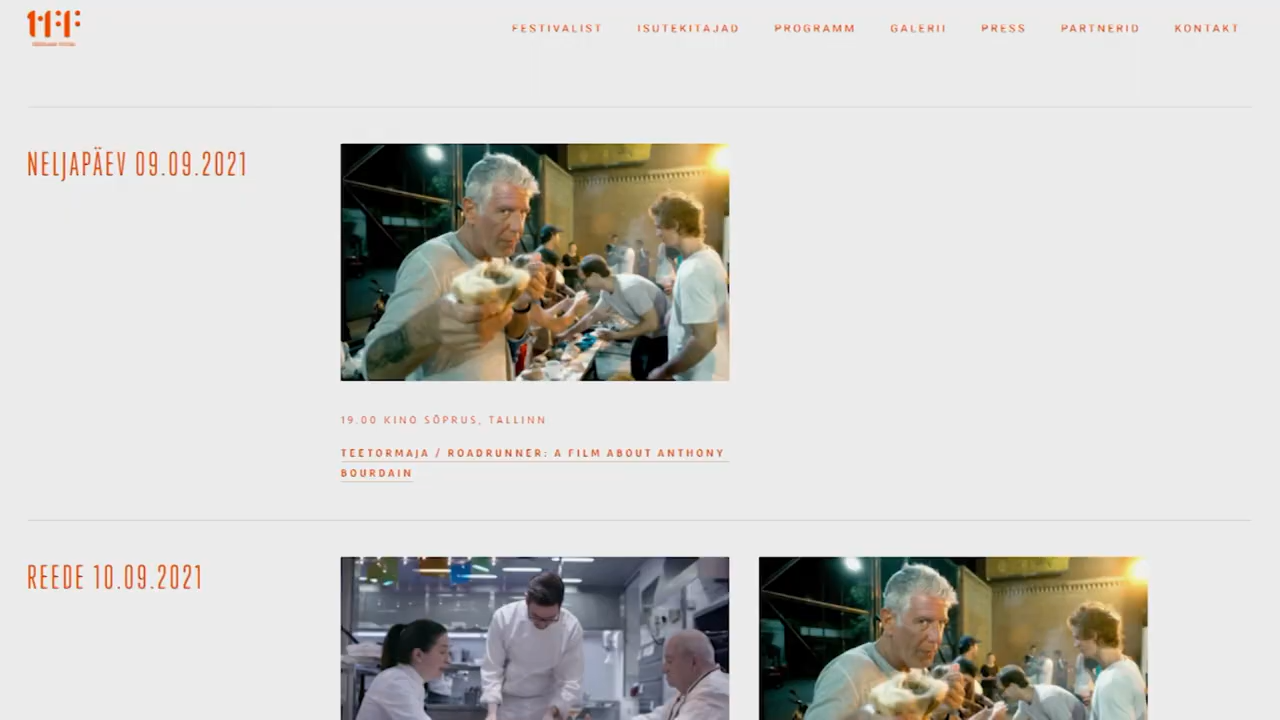 FESTIVALIST ISUTEKITAJAD PROGRAMM GALERII PRESS PARTNERID KONTAKT
NELJAPÄEV 09.09.2021
19.00 KINO SÕPRUS, TALLINN
TEETORMAJA / ROADRUNNER: A FILM ABOUT ANTHONY
BOURDAIN
REEDE 10.09.2021